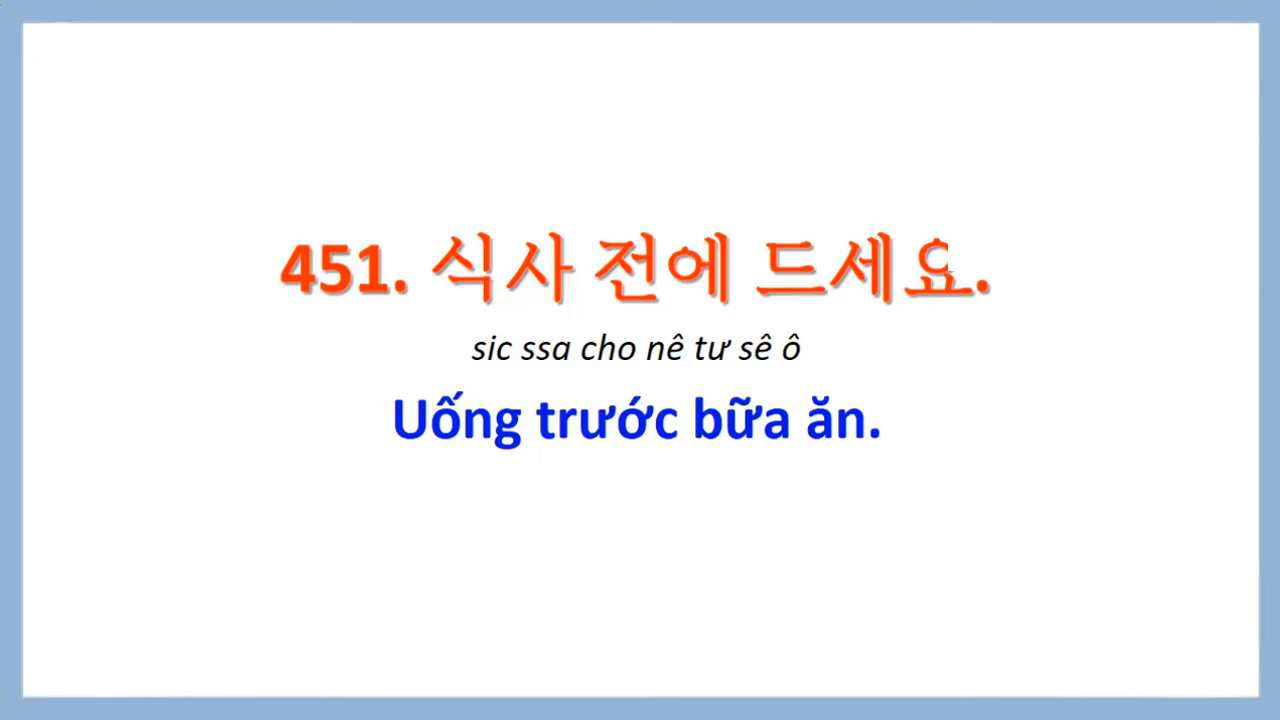 451. 식사 전에 드세요.
sic ssa cho nê tư sê ô
Uống trước bữa ăn.